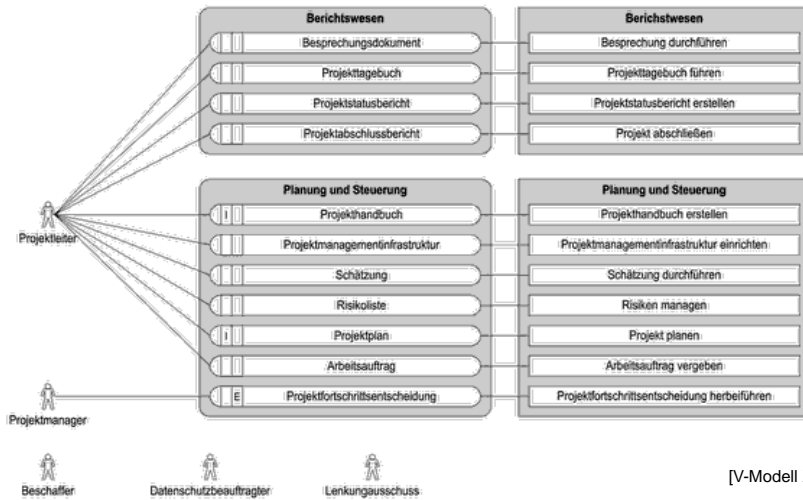 Berichtswesen
Berichstwesen
Besprechungsdokument
Besprechung durchführen
Projekttagebuch
Projekttagebuch führen
Projektstatusbericht
Projektstatusbericht erstellen
Projektabschlussbericht
Projekt abschließen
Planung und Steuerung
Planung und Steuerung
Projektleiter
I
Projekthandbuch
Projekthandbuch erstellen
Projektmanagementinfrastruktur
Projektmanagementinfrastruktur einrichten
Schätzung
Schätzung durchführen
Risikoliste
Risiken managen
I
Projektplan
Projekt planen
Arbeitsauftrag
Arbeitsauftrag vergeben
E
Projektfortschrittsentscheidung
Projektfortschrittsentscheidung herbeiführen
Projektmanager
Beschaffer
Datenschutzbeauftragter
Lenkungausschuss
[V-Modell